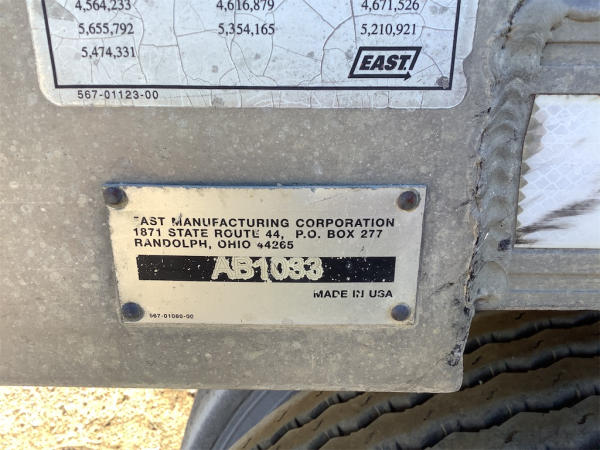 4,564,233 4,616,879 4,671,526
5,655,792 5,354,165 5,210,921
5,474,331
EAST
567-01123-00
EAST MANUFACTURING CORPORATION
1871 STATE ROUTE 44, P.O. BOX 277
RANDOLPH, OHIO 44265
AB1033
MADE IN USA
567-01080-00